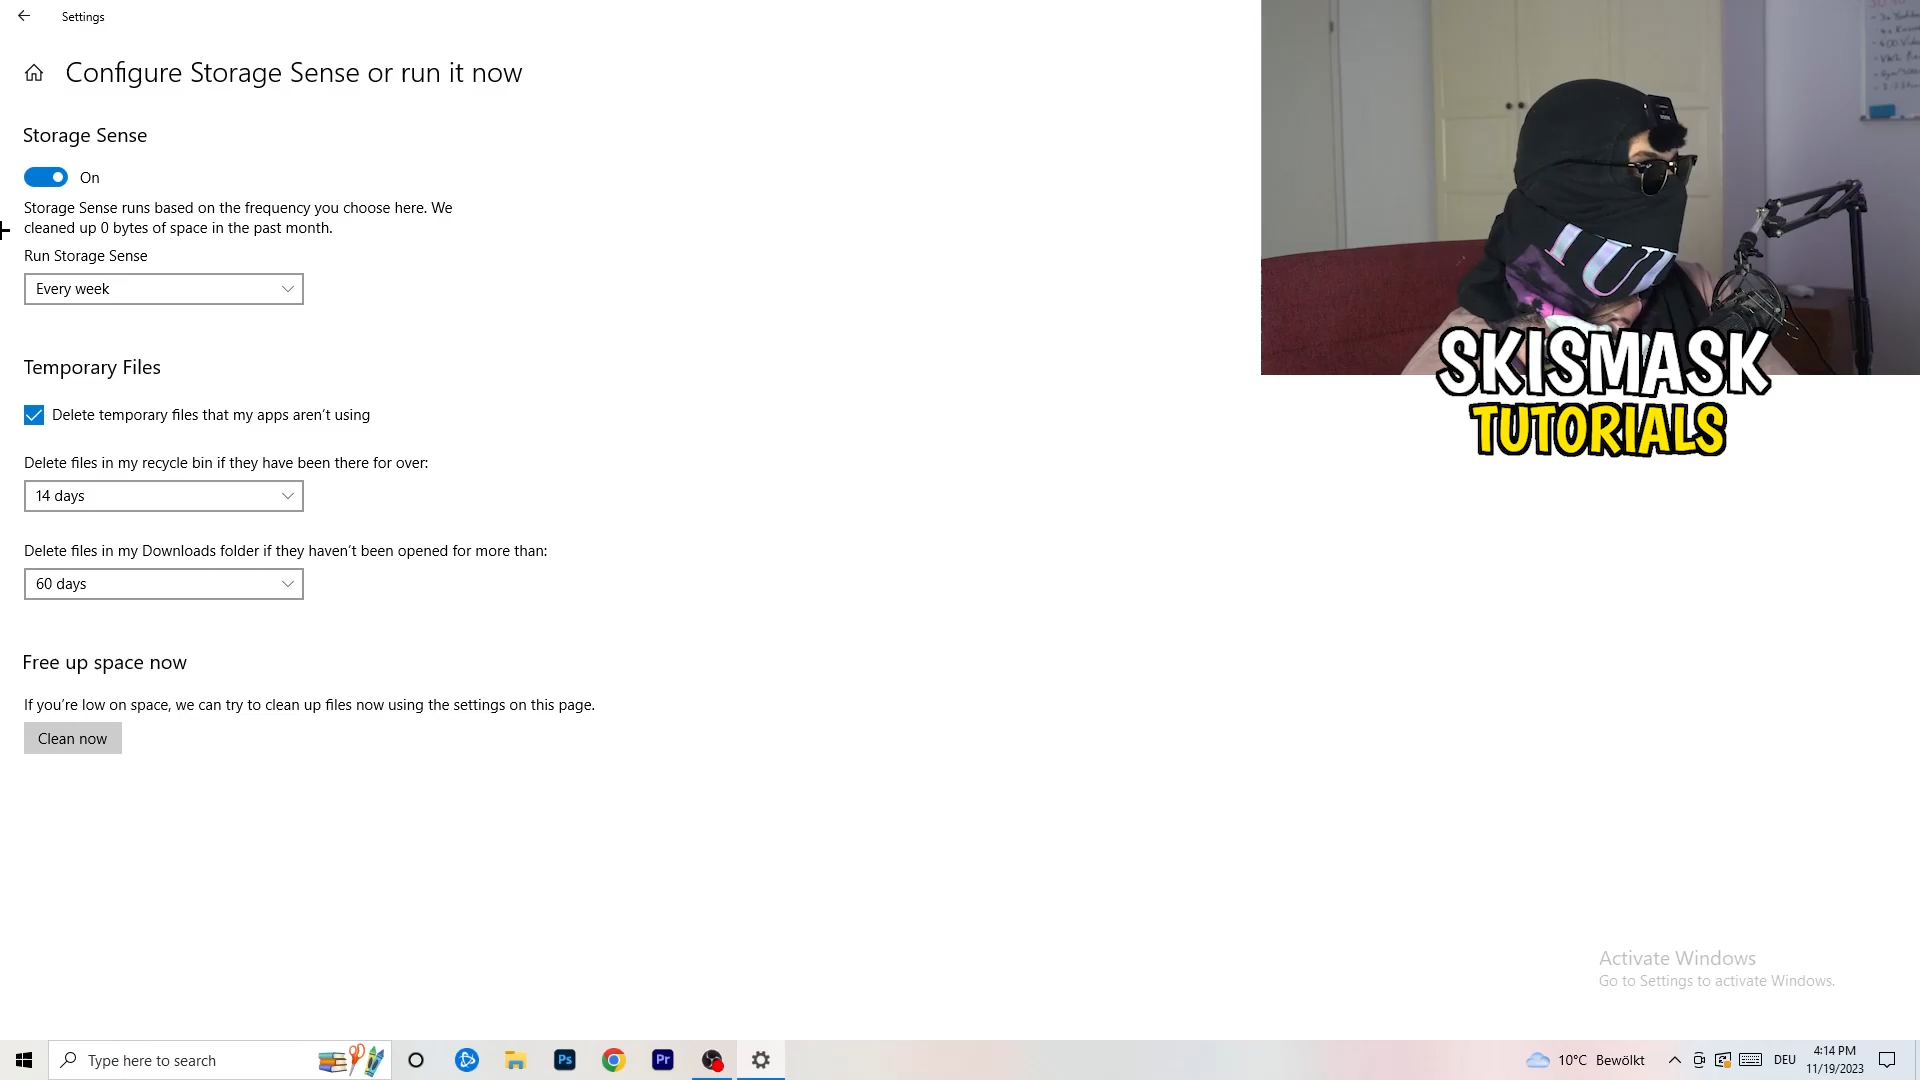 Settings
Configure Storage Sense or run it now
Storage Sense
On
Storage Sense runs based on the frequency you choose here. We
cleaned up 0 bytes of space in the past month.
Run Storage Sense
Every week
Temporary Files
Delete temporary files that my apps aren't using
Delete files in my recycle bin if they have been there for over:
14 days
Delete files in my Downloads folder if they haven't been opened for more than:
60 days
Free up space now
If you're low on space, we can try to clean up files now using the settings on this page.
Clean now
SKISMASK
TUTORIALS
Activate Windows
Go to Settings to activate Windows.
Type here to search
Ps
Pr
10°C Bewölkt
DEU
4:14 PM
11/19/2023